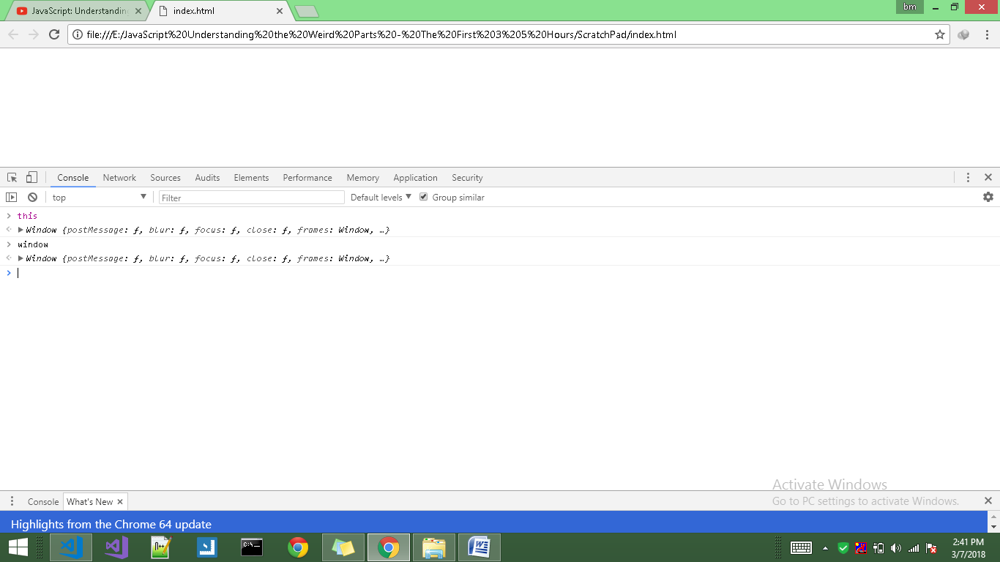 JavaScript: Understanding
index.html
bm
file:///E:/JavaScript%20Understanding%20the%20Weird%20Parts%20-%20The%20First%203%205%20Hours/ScratchPad/index.html
Console Network Sources Audits Elements Performance Memory Application Security
top Filter Default levels Group similar
> this
Window {postMessage: ƒ, blur: ƒ, focus: ƒ, close: ƒ, frames: Window, …}
> window
Window {postMessage: ƒ, blur: ƒ, focus: ƒ, close: ƒ, frames: Window, …}
>
Activate Windows
Go to PC settings to activate Windows.
Console What's New
Highlights from the Chrome 64 update
2:41 PM
3/7/2018